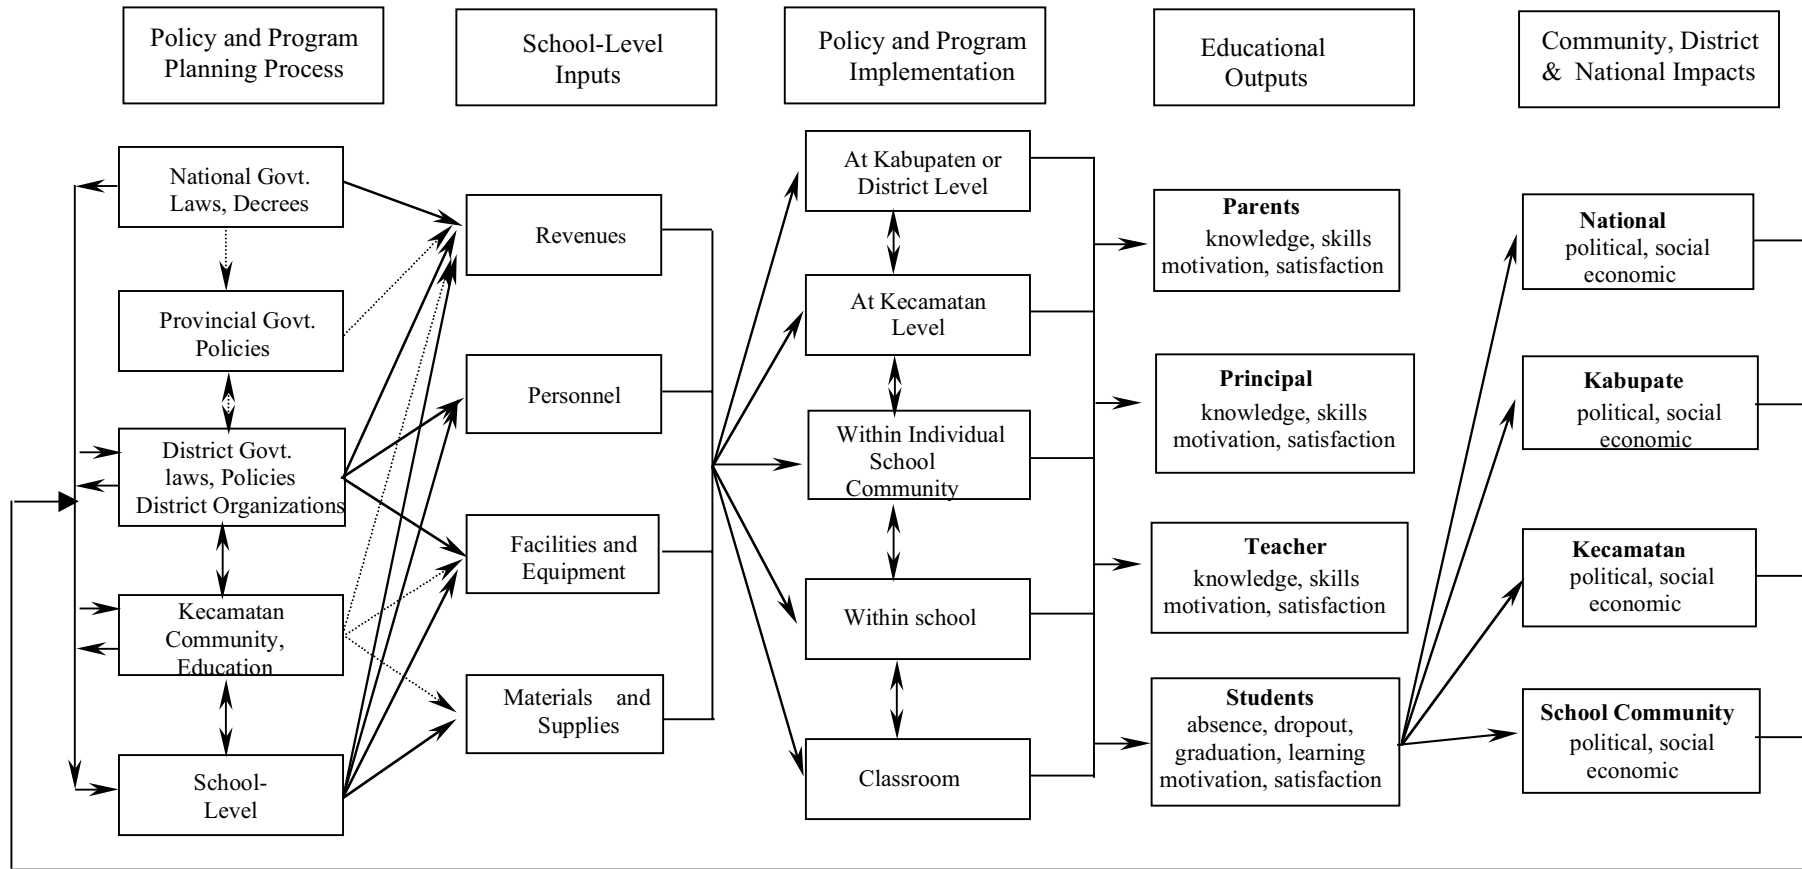 Policy and Program
Planning Process
School-Level
Inputs
Policy and Program
Implementation
Educational
Outputs
Community, District
& National Impacts
National Govt.
Laws, Decrees
Provincial Govt.
Policies
District Govt.
laws, Policies
District Organizations
Kecamatan
Community,
Education
School-
Level
Revenues
Personnel
Facilities and
Equipment
Materials and
Supplies
At Kabupaten or
District Level
At Kecamatan
Level
Within Individual
School
Community
Within school
Classroom
Parents
knowledge, skills
motivation, satisfaction
Principal
knowledge, skills
motivation, satisfaction
Teacher
knowledge, skills
motivation, satisfaction
Students
absence, dropout,
graduation, learning
motivation, satisfaction
National
political, social
economic
Kabupate
political, social
economic
Kecamatan
political, social
economic
School Community
political, social
economic